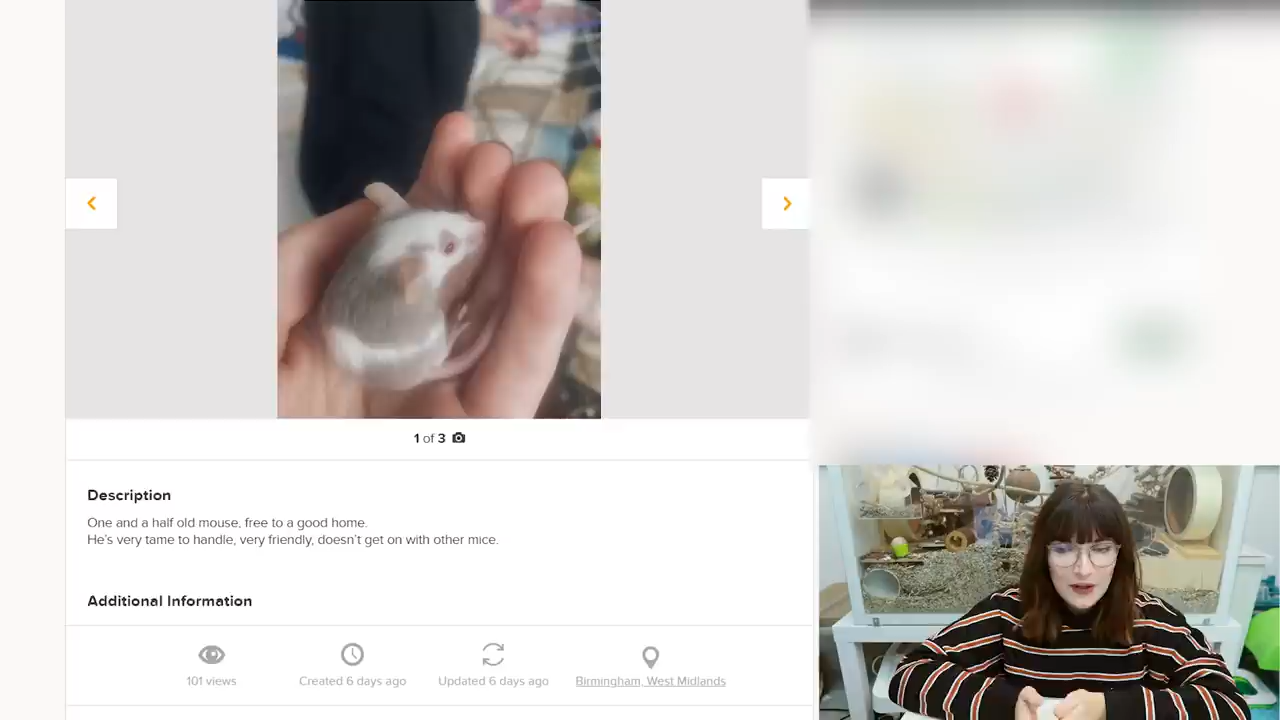 1 of 3
Description
One and a half old mouse, free to a good home.
He's very tame to handle, very friendly, doesn't get on with other mice.
Additional Information
101 views
Created 6 days ago
Updated 6 days ago
Birmingham, West Midlands